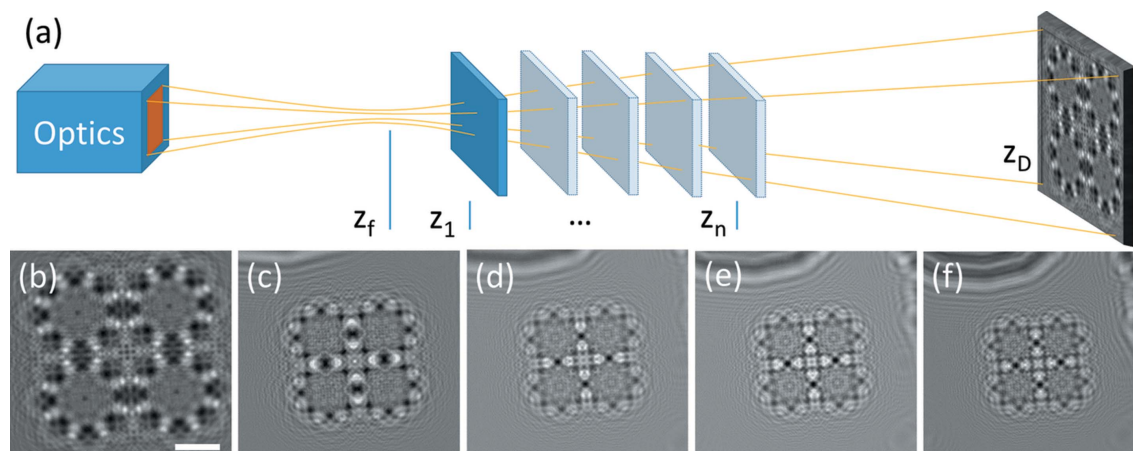 (a)
Optics
z_f
z_1
...
z_n
z_D
(b)
(c)
(d)
(e)
(f)